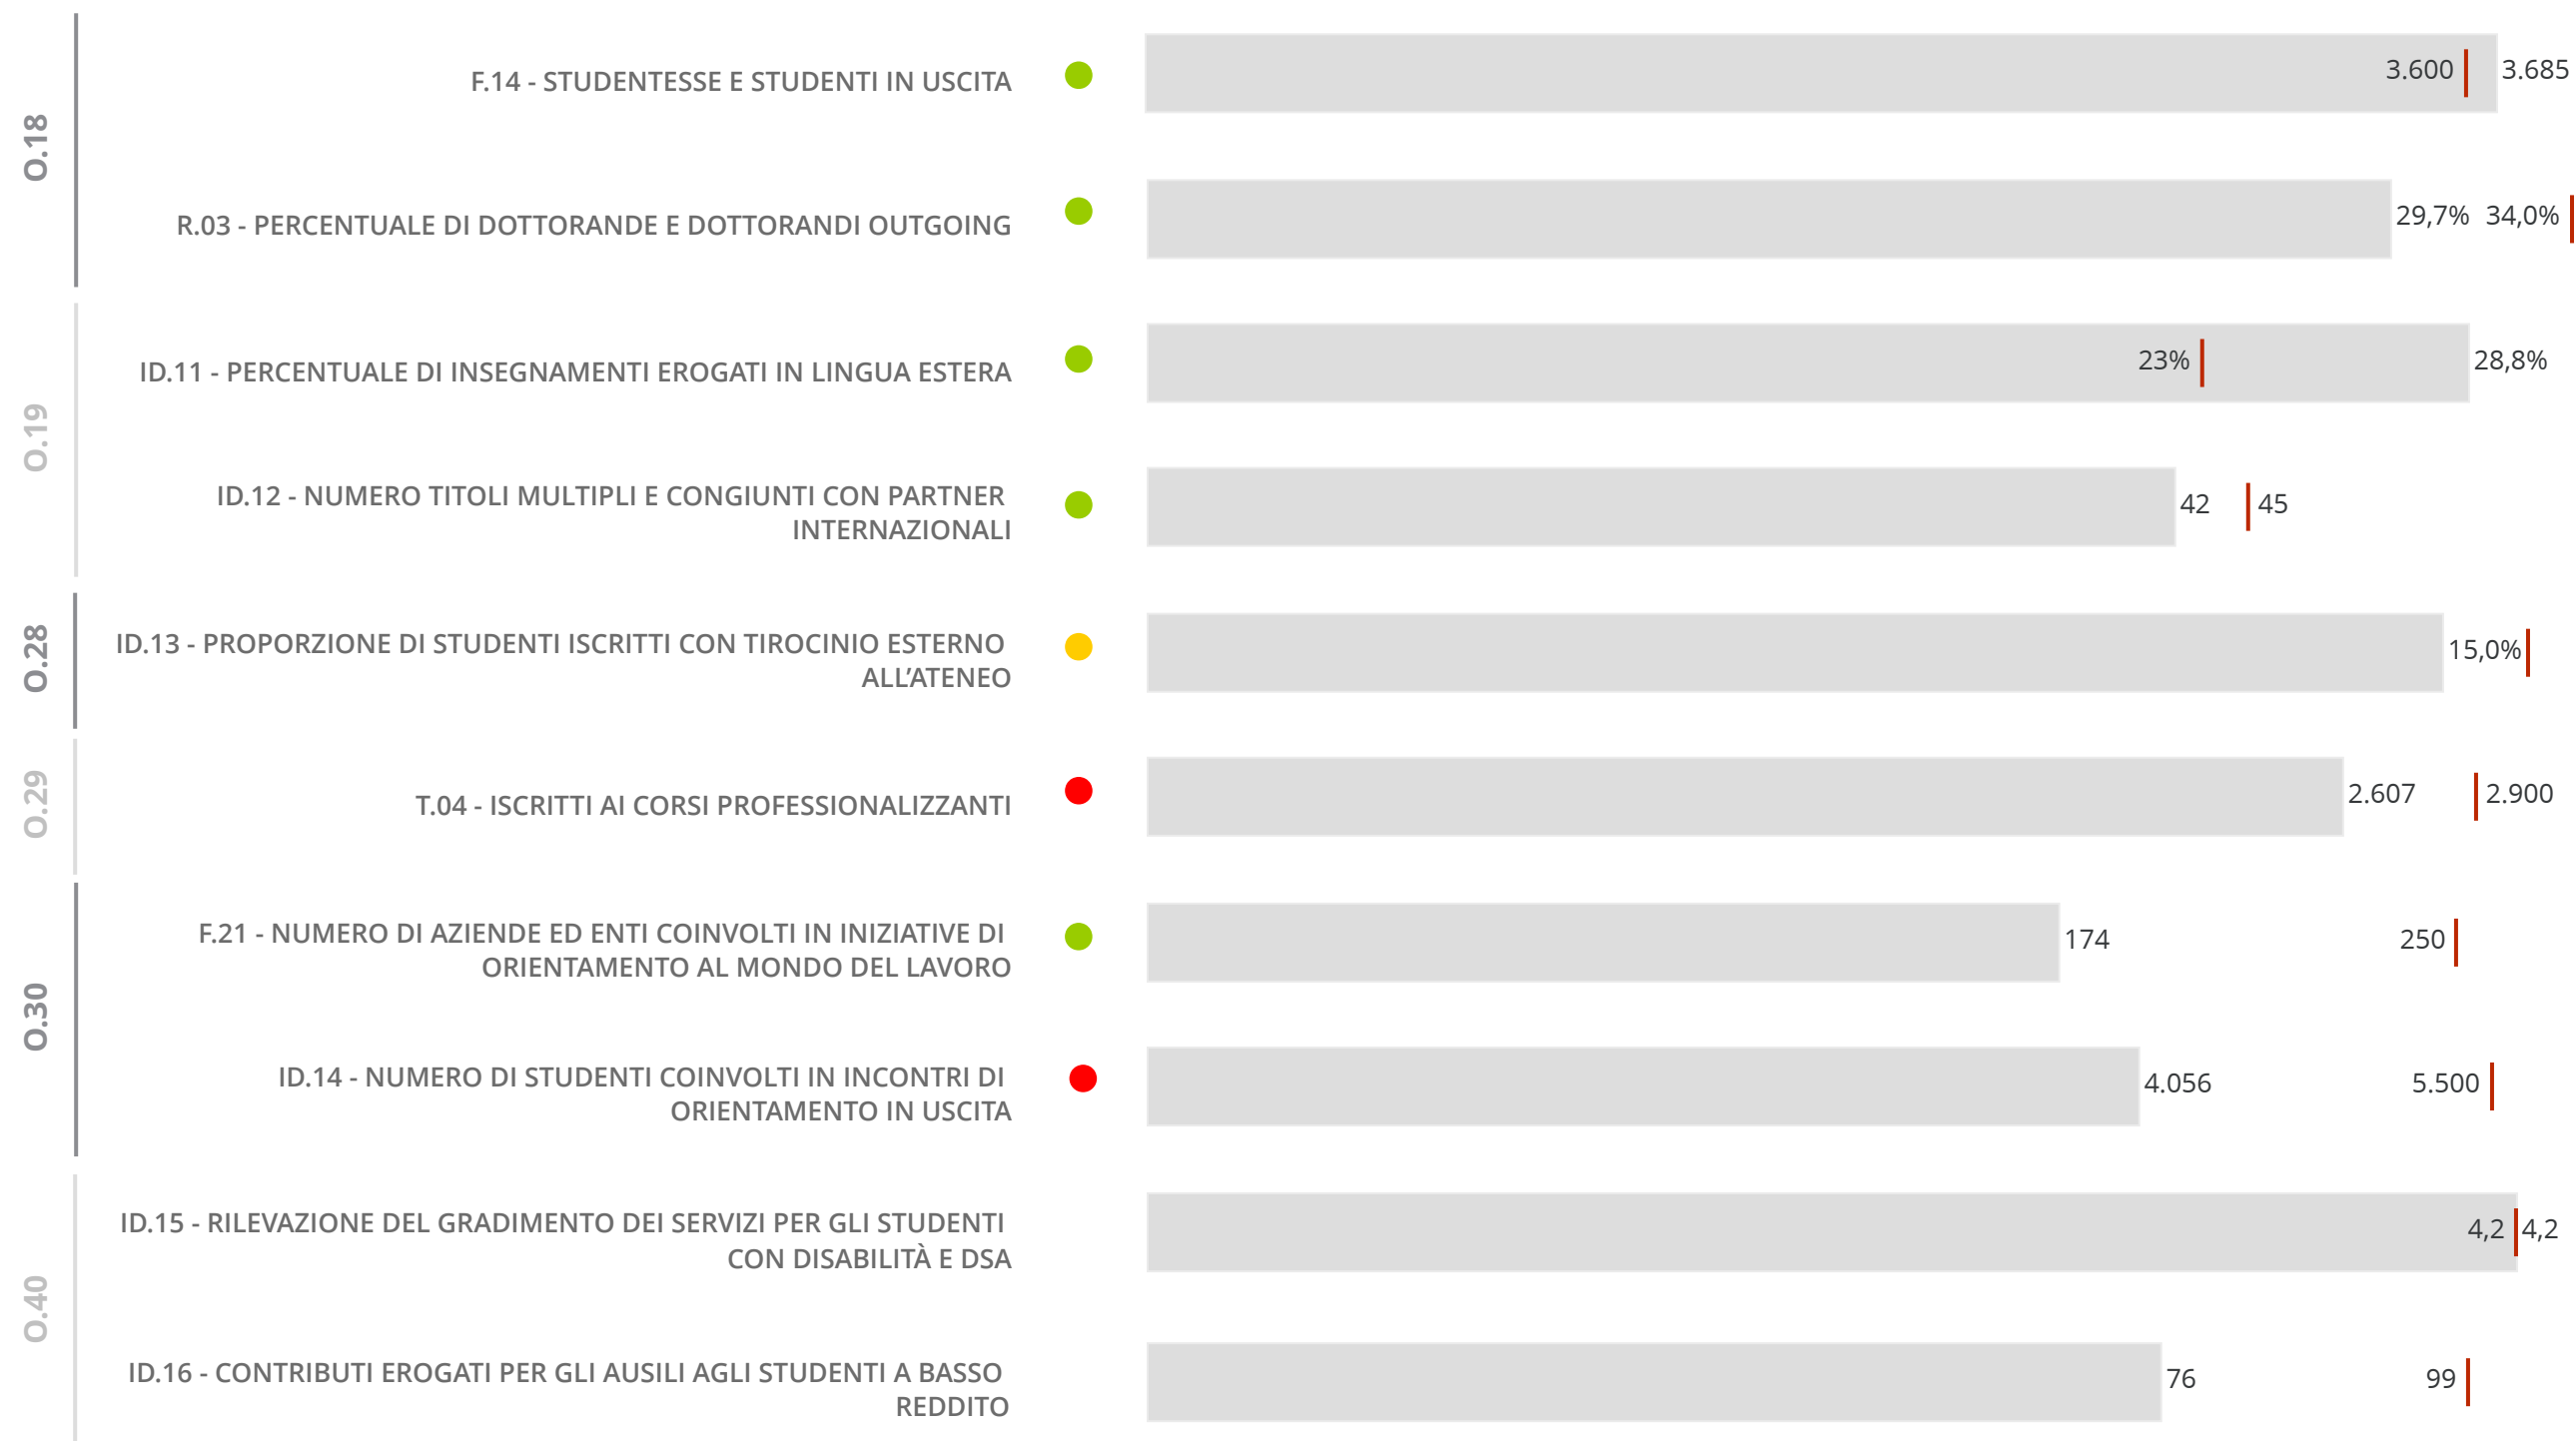 O.18
F.14 - STUDENTESSE E STUDENTI IN USCITA
3.600
3.685
R.03 - PERCENTUALE DI DOTTORANDE E DOTTORANDI OUTGOING
29,7%
34,0%
O.19
ID.11 - PERCENTUALE DI INSEGNAMENTI EROGATI IN LINGUA ESTERA
23%
28,8%
ID.12 - NUMERO TITOLI MULTIPLI E CONGIUNTI CON PARTNER
INTERNAZIONALI
42
45
O.28
ID.13 - PROPORZIONE DI STUDENTI ISCRITTI CON TIROCINIO ESTERNO
ALL’ATENEO
15,0%
O.29
T.04 - ISCRITTI AI CORSI PROFESSIONALIZZANTI
2.607
2.900
O.30
F.21 - NUMERO DI AZIENDE ED ENTI COINVOLTI IN INIZIATIVE DI
ORIENTAMENTO AL MONDO DEL LAVORO
174
250
ID.14 - NUMERO DI STUDENTI COINVOLTI IN INCONTRI DI
ORIENTAMENTO IN USCITA
4.056
5.500
O.40
ID.15 - RILEVAZIONE DEL GRADIMENTO DEI SERVIZI PER GLI STUDENTI
CON DISABILITÀ E DSA
4,2
4,2
ID.16 - CONTRIBUTI EROGATI PER GLI AUSILI AGLI STUDENTI A BASSO
REDDITO
76
99